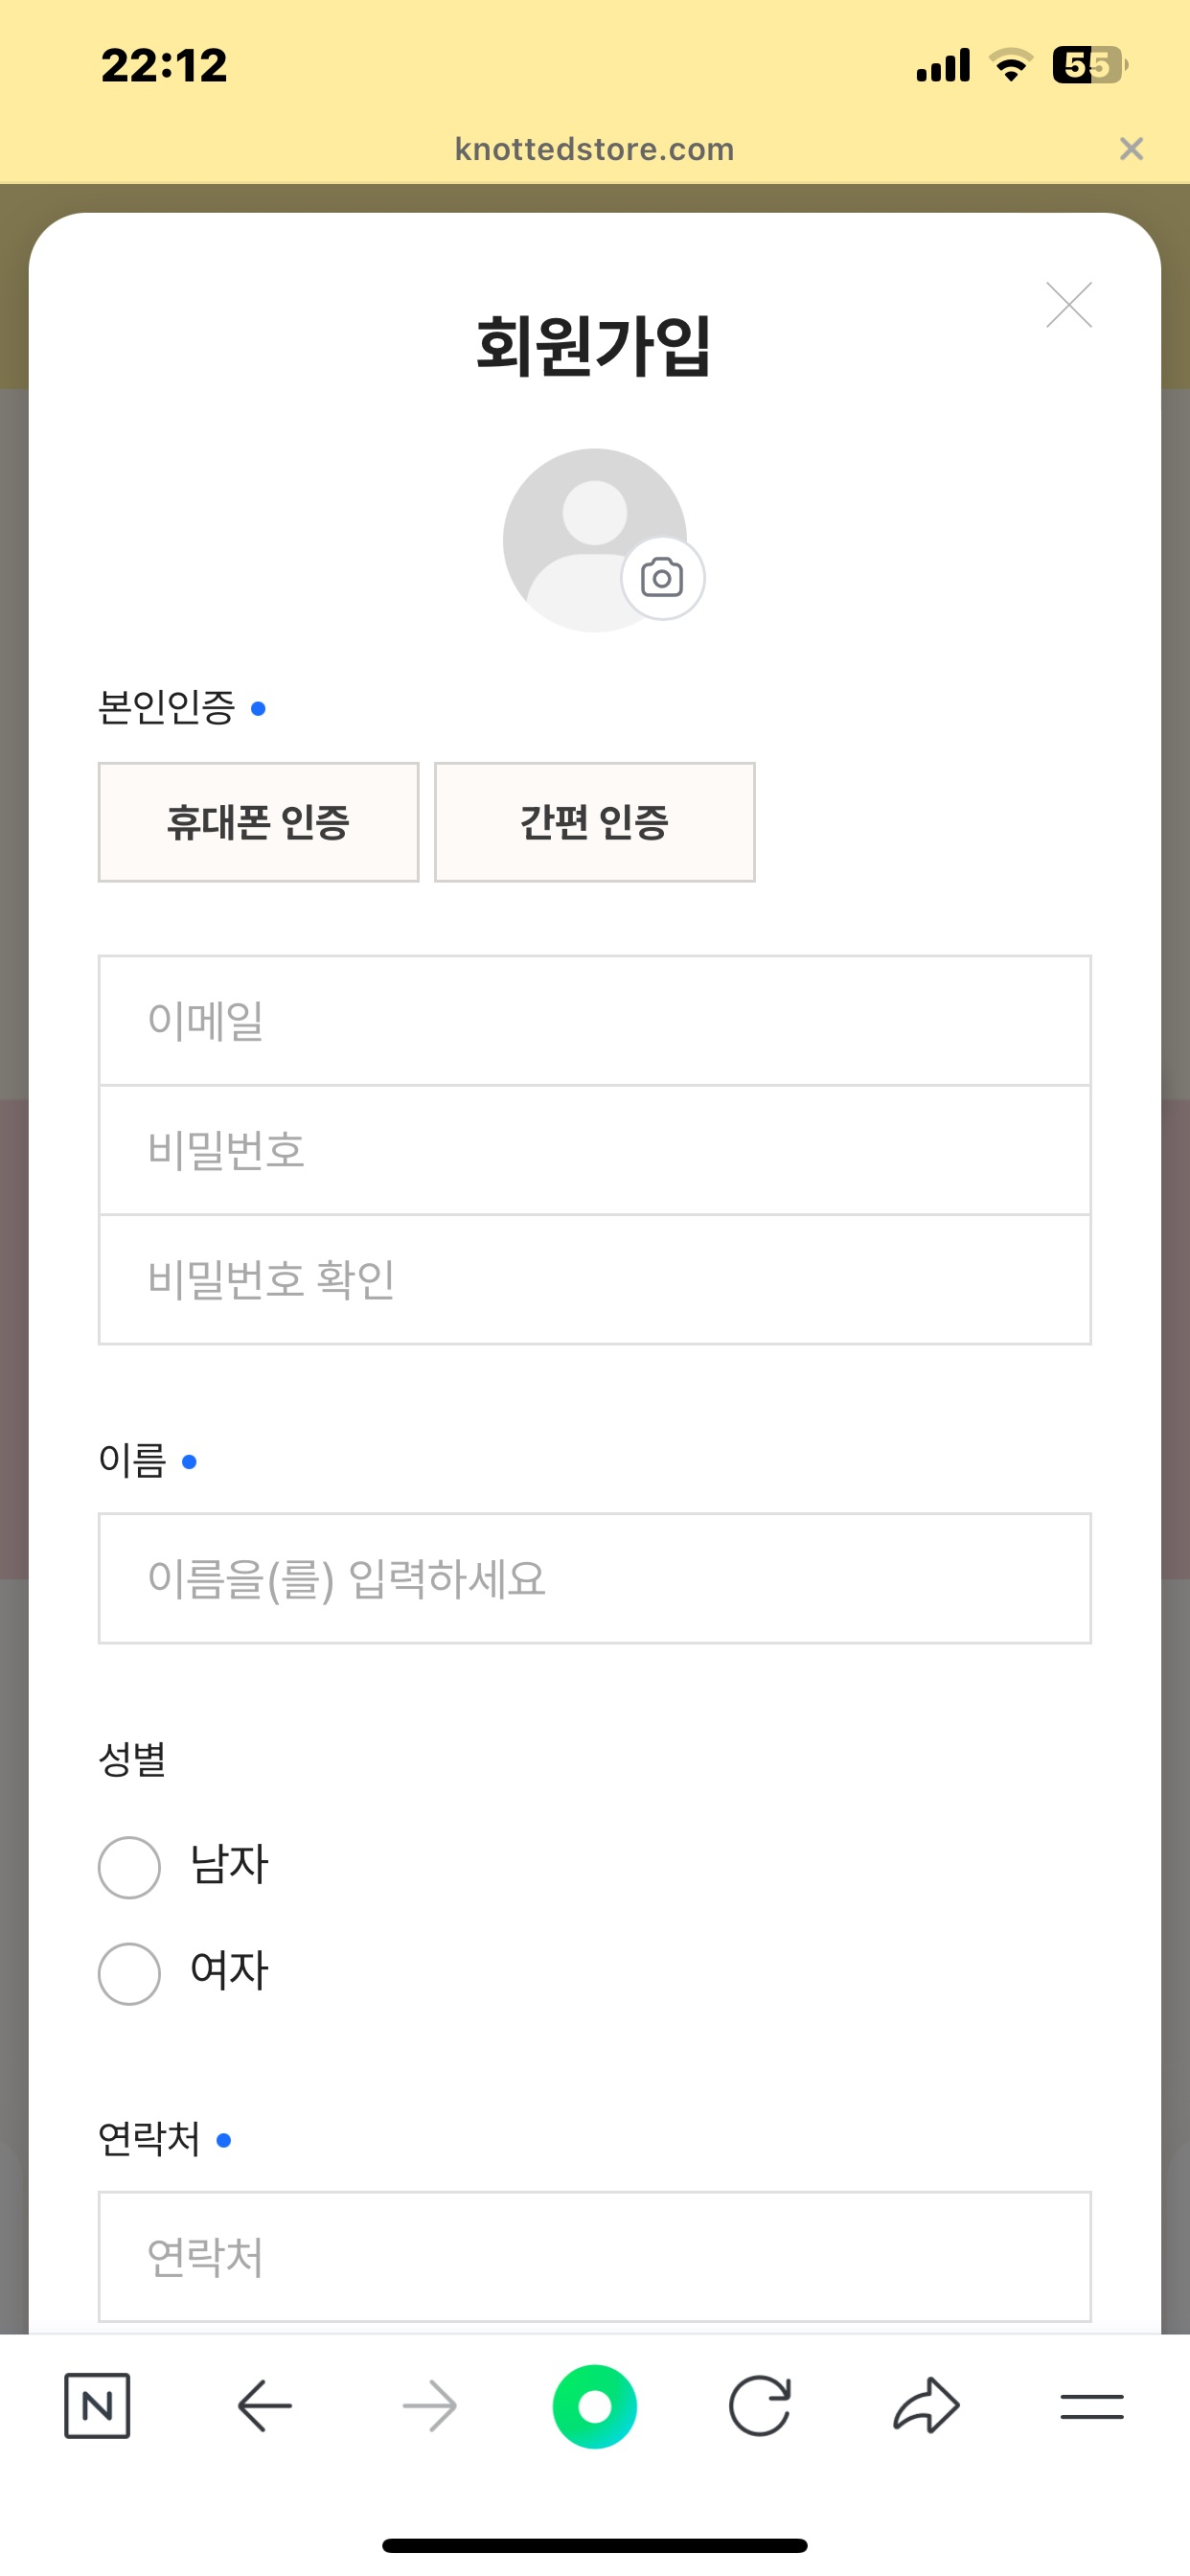 22:12
55
knottedstore.com
회원가입
본인인증
휴대폰 인증 간편 인증
이메일
비밀번호
비밀번호 확인
이름
이름을(를) 입력하세요
성별
남자
여자
연락처
연락처
N